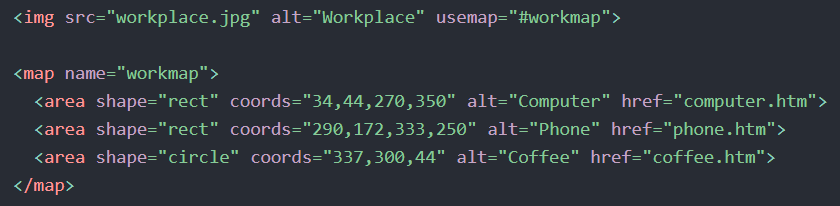 <img src="workplace.jpg" alt="Workplace" usemap="#workmap">
<map name="workmap">
<area shape="rect" coords="34,44,270,350" alt="Computer" href="computer.htm">
<area shape="rect" coords="290,172,333,250" alt="Phone" href="phone.htm">
<area shape="circle" coords="337,300,44" alt="Coffee" href="coffee.htm">
</map>